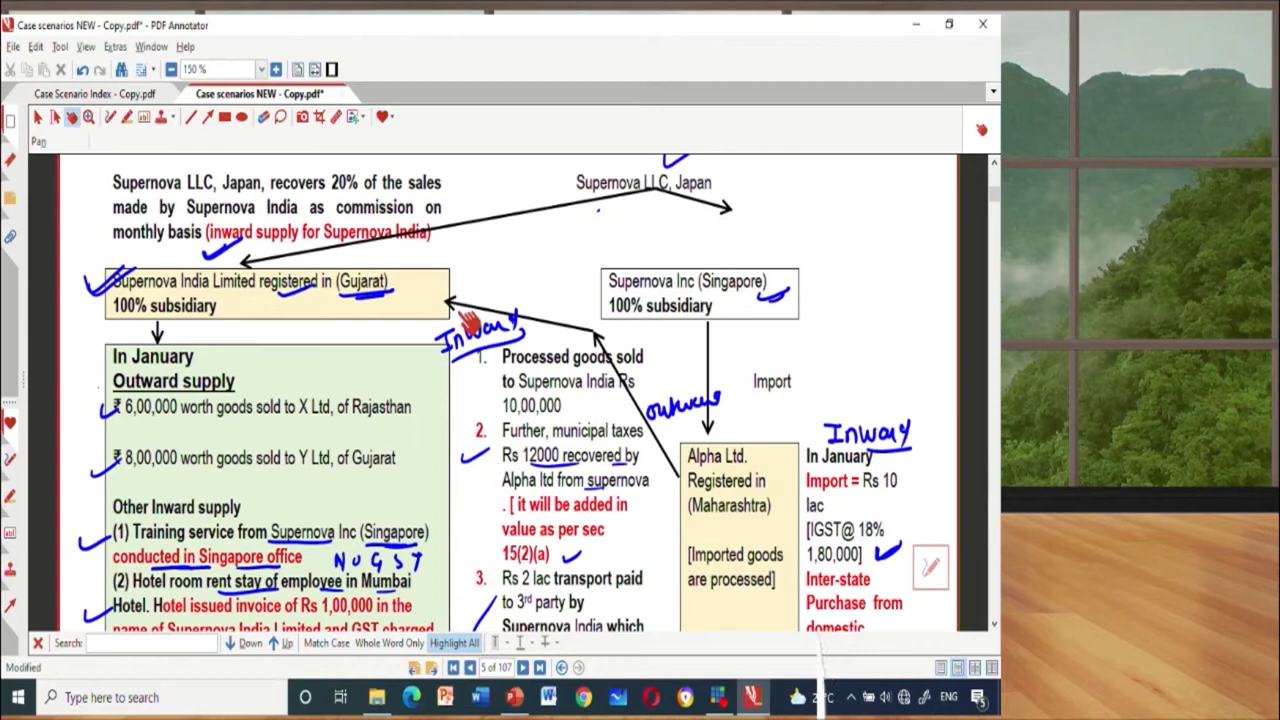 Case scenarios NEW - Copy.pdf* - PDF Annotator
File Edit Tool View Extras Window Help
150 %
Case Scenario Index - Copy.pdf Case scenarios NEW - Copy.pdf*
Pan
Supernova LLC, Japan, recovers 20% of the sales
made by Supernova India as commission on
monthly basis (inward supply for Supernova India)
Supernova LLC, Japan
Supernova India Limited registered in (Gujarat)
100% subsidiary
Supernova Inc (Singapore)
100% subsidiary
In January
Outward supply
₹ 6,00,000 worth goods sold to X Ltd, of Rajasthan
₹ 8,00,000 worth goods sold to Y Ltd, of Gujarat
Other Inward supply
(1) Training service from Supernova Inc (Singapore)
conducted in Singapore office
NO GST
(2) Hotel room rent stay of employee in Mumbai
Hotel. Hotel issued invoice of Rs 1,00,000 in the
name of Supernova India Limited and GST charged
Inward
1. Processed goods sold
to Supernova India Rs
10,00,000
2. Further, municipal taxes
Rs 12000 recovered by
Alpha ltd from supernova
. [ it will be added in
value as per sec
15(2)(a)
3. Rs 2 lac transport paid
to 3rd party by
Supernova India which
outward
Import
Alpha Ltd.
Registered in
(Maharashtra)
[Imported goods
are processed]
Inward
In January
Import = Rs 10
lac
[IGST@ 18%
1,80,000]
Inter-state
Purchase from
domestic
Search: Down Up Match Case Whole Word Only Highlight All
Modified 5 of 107
Type here to search
ENG
5